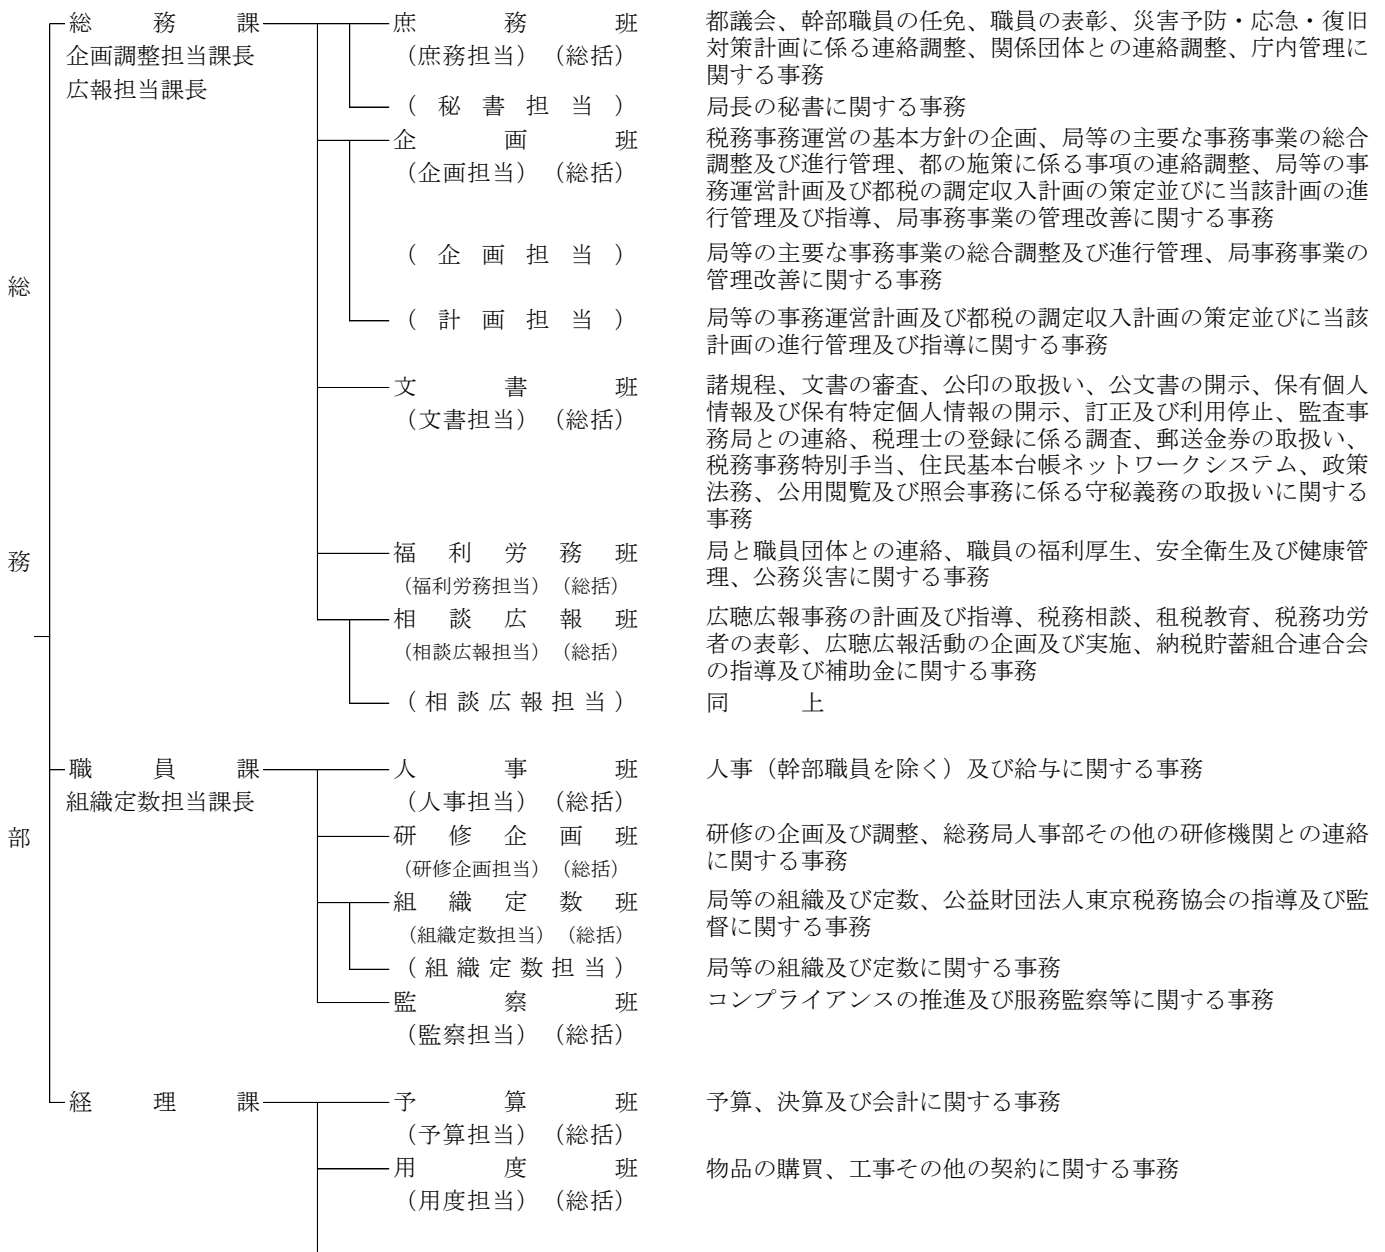 総務部
総務課
企画調整担当課長
広報担当課長
庶務班
（庶務担当）（総括）
都議会、幹部職員の任免、職員の表彰、災害予防・応急・復旧
対策計画に係る連絡調整、関係団体との連絡調整、庁内管理に
関する事務
（秘書担当）
局長の秘書に関する事務
企画班
（企画担当）（総括）
税務事務運営の基本方針の企画、局等の主要な事務事業の総合
調整及び進行管理、都の施策に係る事項の連絡調整、局等の事
務運営計画及び都税の調定収入計画の策定並びに当該計画の進
行管理及び指導、局事務事業の管理改善に関する事務
（企画担当）
局等の主要な事務事業の総合調整及び進行管理、局事務事業の
管理改善に関する事務
（計画担当）
局等の事務運営計画及び都税の調定収入計画の策定並びに当該
計画の進行管理及び指導に関する事務
文書班
（文書担当）（総括）
諸規程、文書の審査、公印の取扱い、公文書の開示、保有個人
情報及び保有特定個人情報の開示、訂正及び利用停止、監査事
務局との連絡、税理士の登録に係る調査、郵送金券の取扱い、
税務事務特別手当、住民基本台帳ネットワークシステム、政策
法務、公用閲覧及び照会事務に係る守秘義務の取扱いに関する
事務
福利労務班
（福利労務担当）（総括）
局と職員団体との連絡、職員の福利厚生、安全衛生及び健康管
理、公務災害に関する事務
相談広報班
（相談広報担当）（総括）
広聴広報事務の計画及び指導、税務相談、租税教育、税務功労
者の表彰、広聴広報活動の企画及び実施、納税貯蓄組合連合会
の指導及び補助金に関する事務
（相談広報担当）
同上
職員課
組織定数担当課長
人事班
（人事担当）（総括）
人事（幹部職員を除く）及び給与に関する事務
研修企画班
（研修企画担当）（総括）
研修の企画及び調整、総務局人事部その他の研修機関との連絡
に関する事務
組織定数班
（組織定数担当）（総括）
局等の組織及び定数、公益財団法人東京税務協会の指導及び監
督に関する事務
（組織定数担当）
局等の組織及び定数に関する事務
監察班
（監察担当）（総括）
コンプライアンスの推進及び服務監察等に関する事務
経理課
予算班
（予算担当）（総括）
予算、決算及び会計に関する事務
用度班
（用度担当）（総括）
物品の購買、工事その他の契約に関する事務